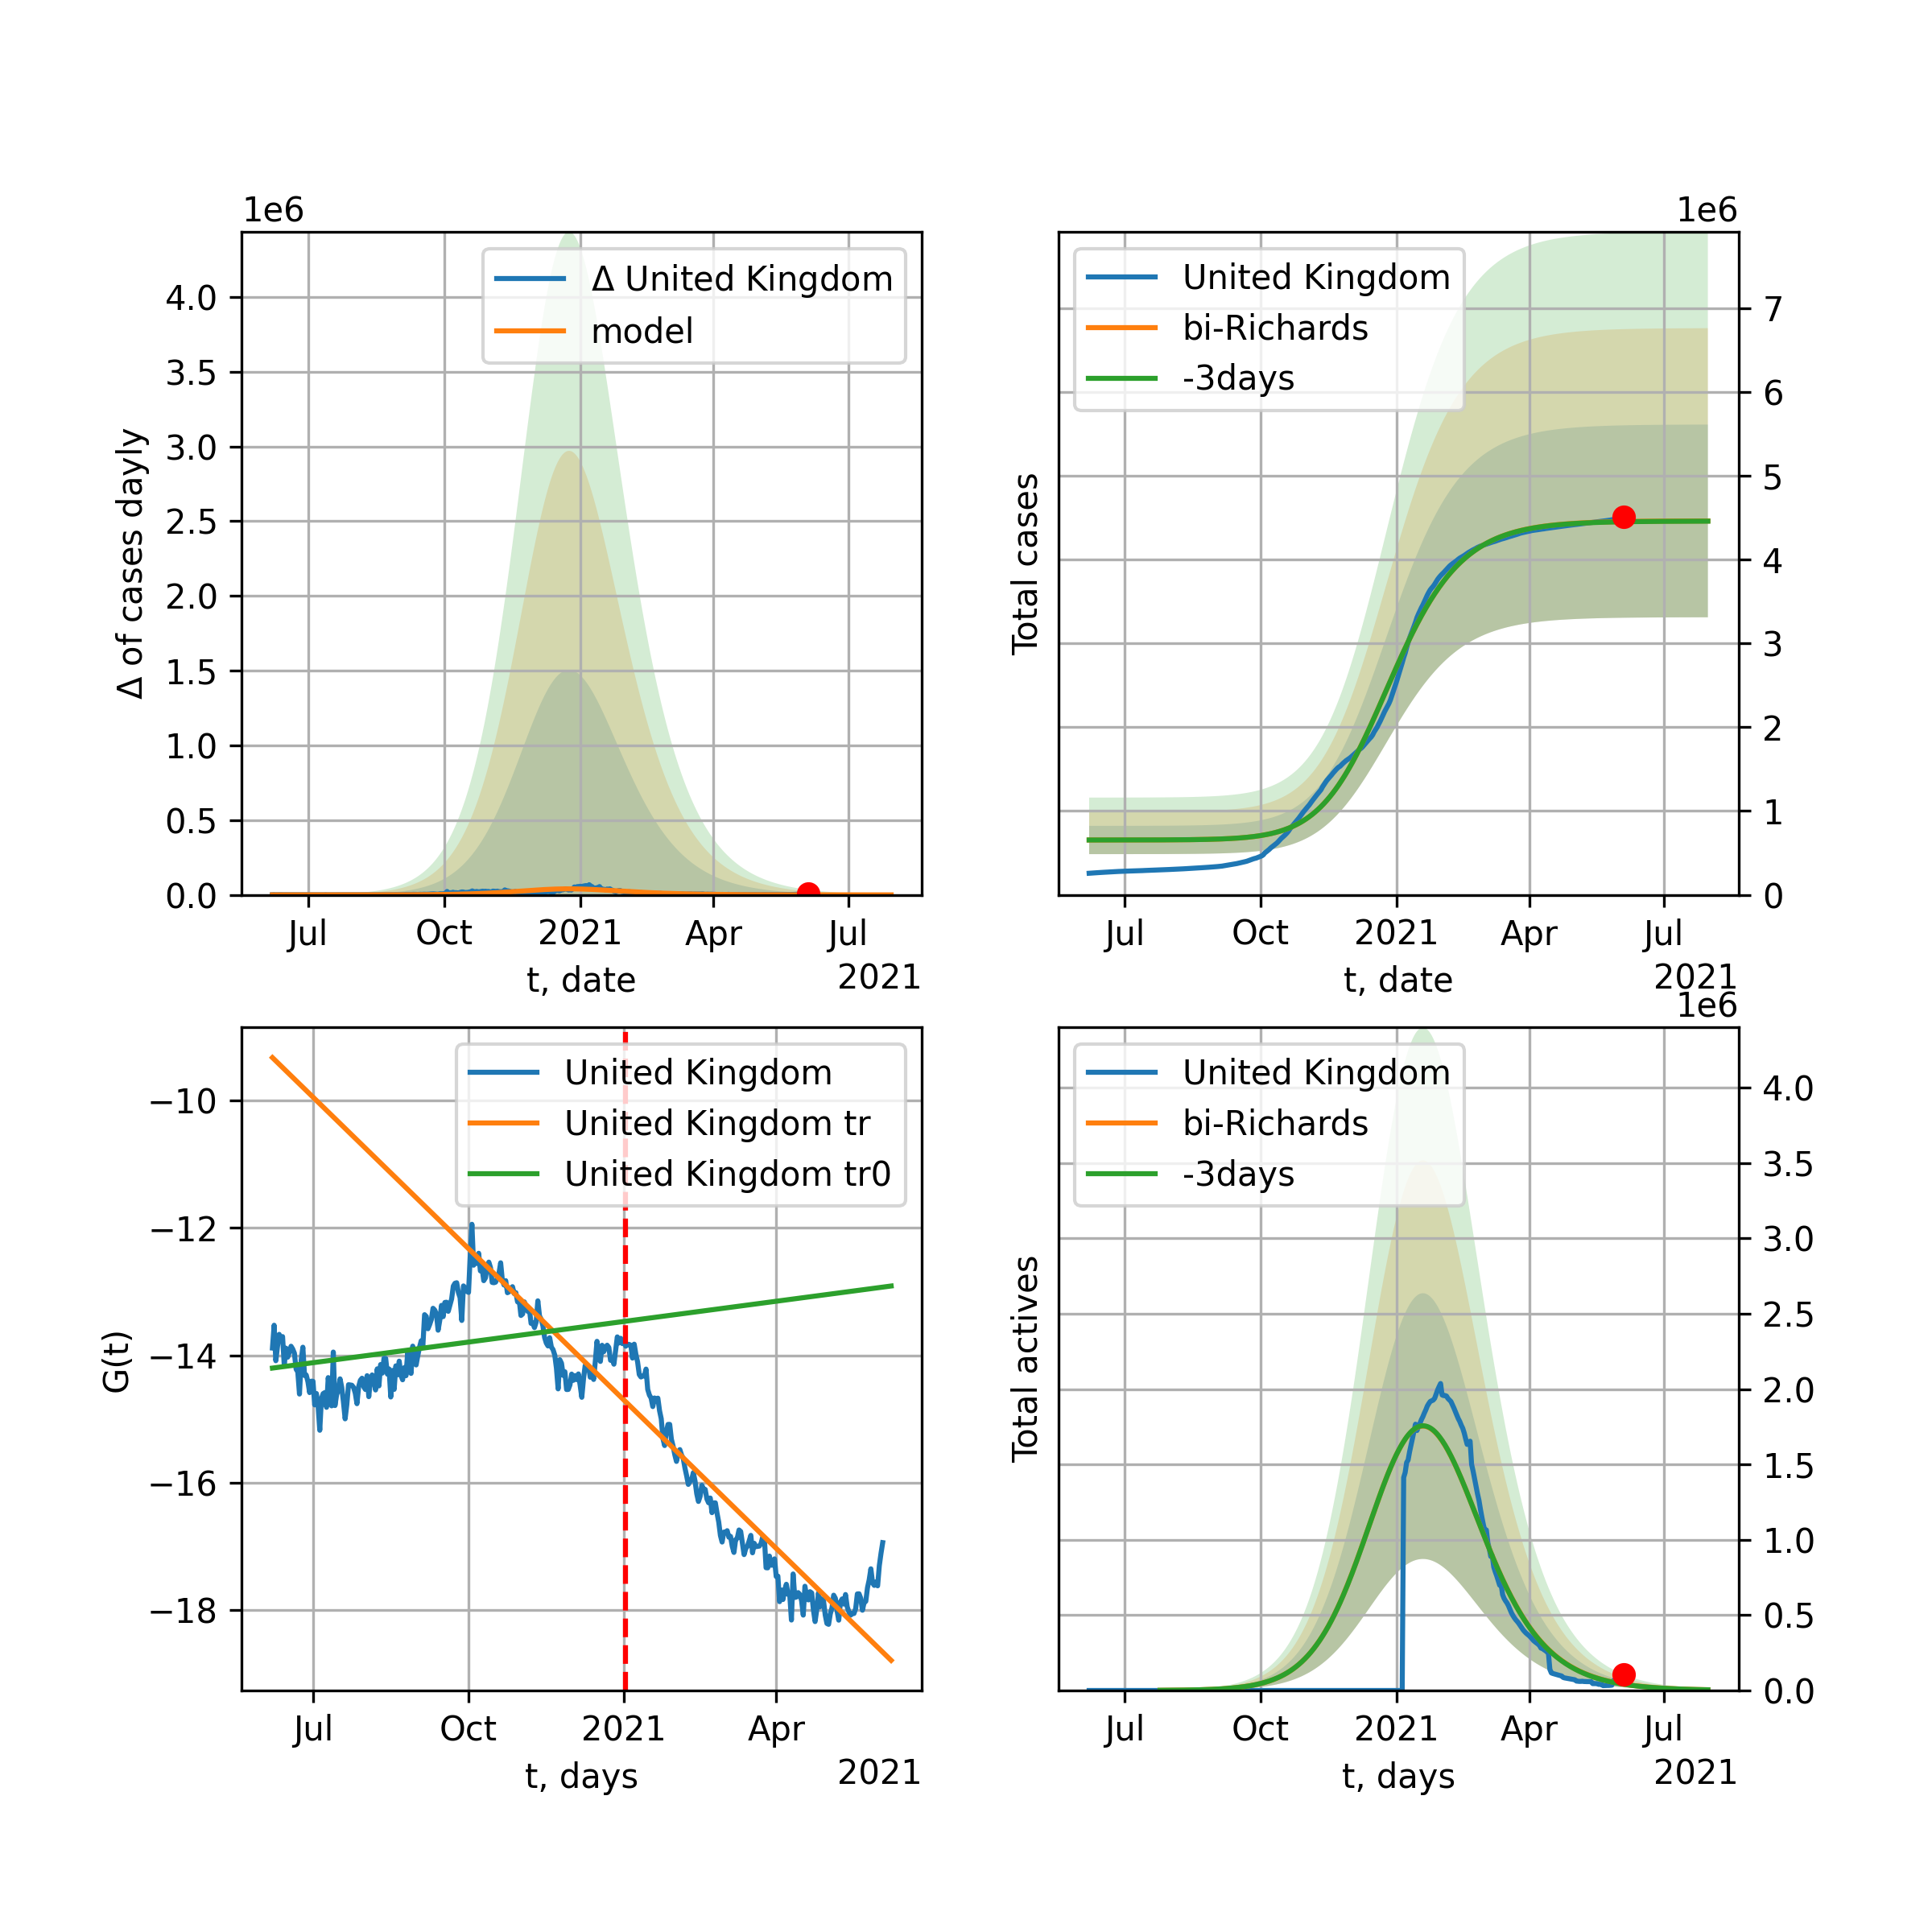 1e6
Δ of cases dayly
4.0
3.5
3.0
2.5
2.0
1.5
1.0
0.5
0.0
Δ United Kingdom
model
Jul Oct 2021 Apr Jul
t, date
2021
1e6
Total cases
United Kingdom
bi-Richards
-3days
7
6
5
4
3
2
1
0
Jul Oct 2021 Apr Jul
t, date
2021
G(t)
−10
−12
−14
−16
−18
United Kingdom
United Kingdom tr
United Kingdom tr0
Jul Oct 2021 Apr
t, days
2021
1e6
Total actives
United Kingdom
bi-Richards
-3days
4.0
3.5
3.0
2.5
2.0
1.5
1.0
0.5
0.0
Jul Oct 2021 Apr Jul
t, days
2021